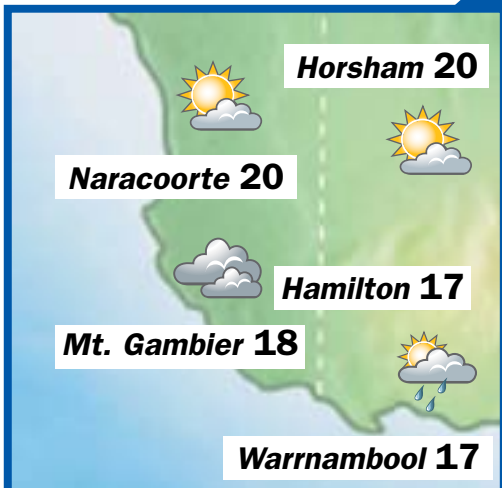 Horsham 20
Naracoorte 20
Hamilton 17
Mt. Gambier 18
Warrnambool 17